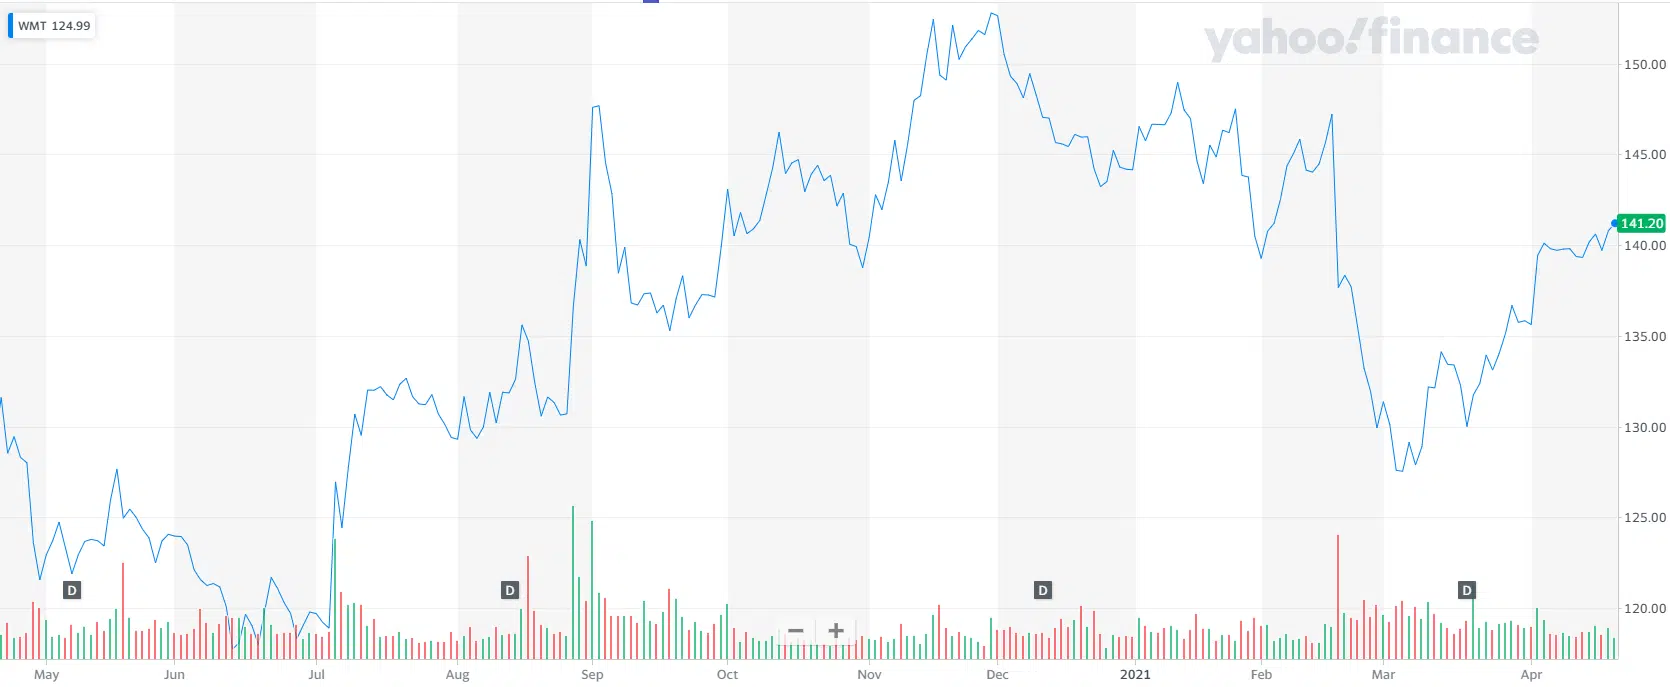 WMT 124.99
yahoo!finance
150.00
145.00
141.20
140.00
135.00
130.00
125.00
D D D D
120.00
May Jun Jul Aug Sep Oct Nov Dec 2021 Feb Mar Apr